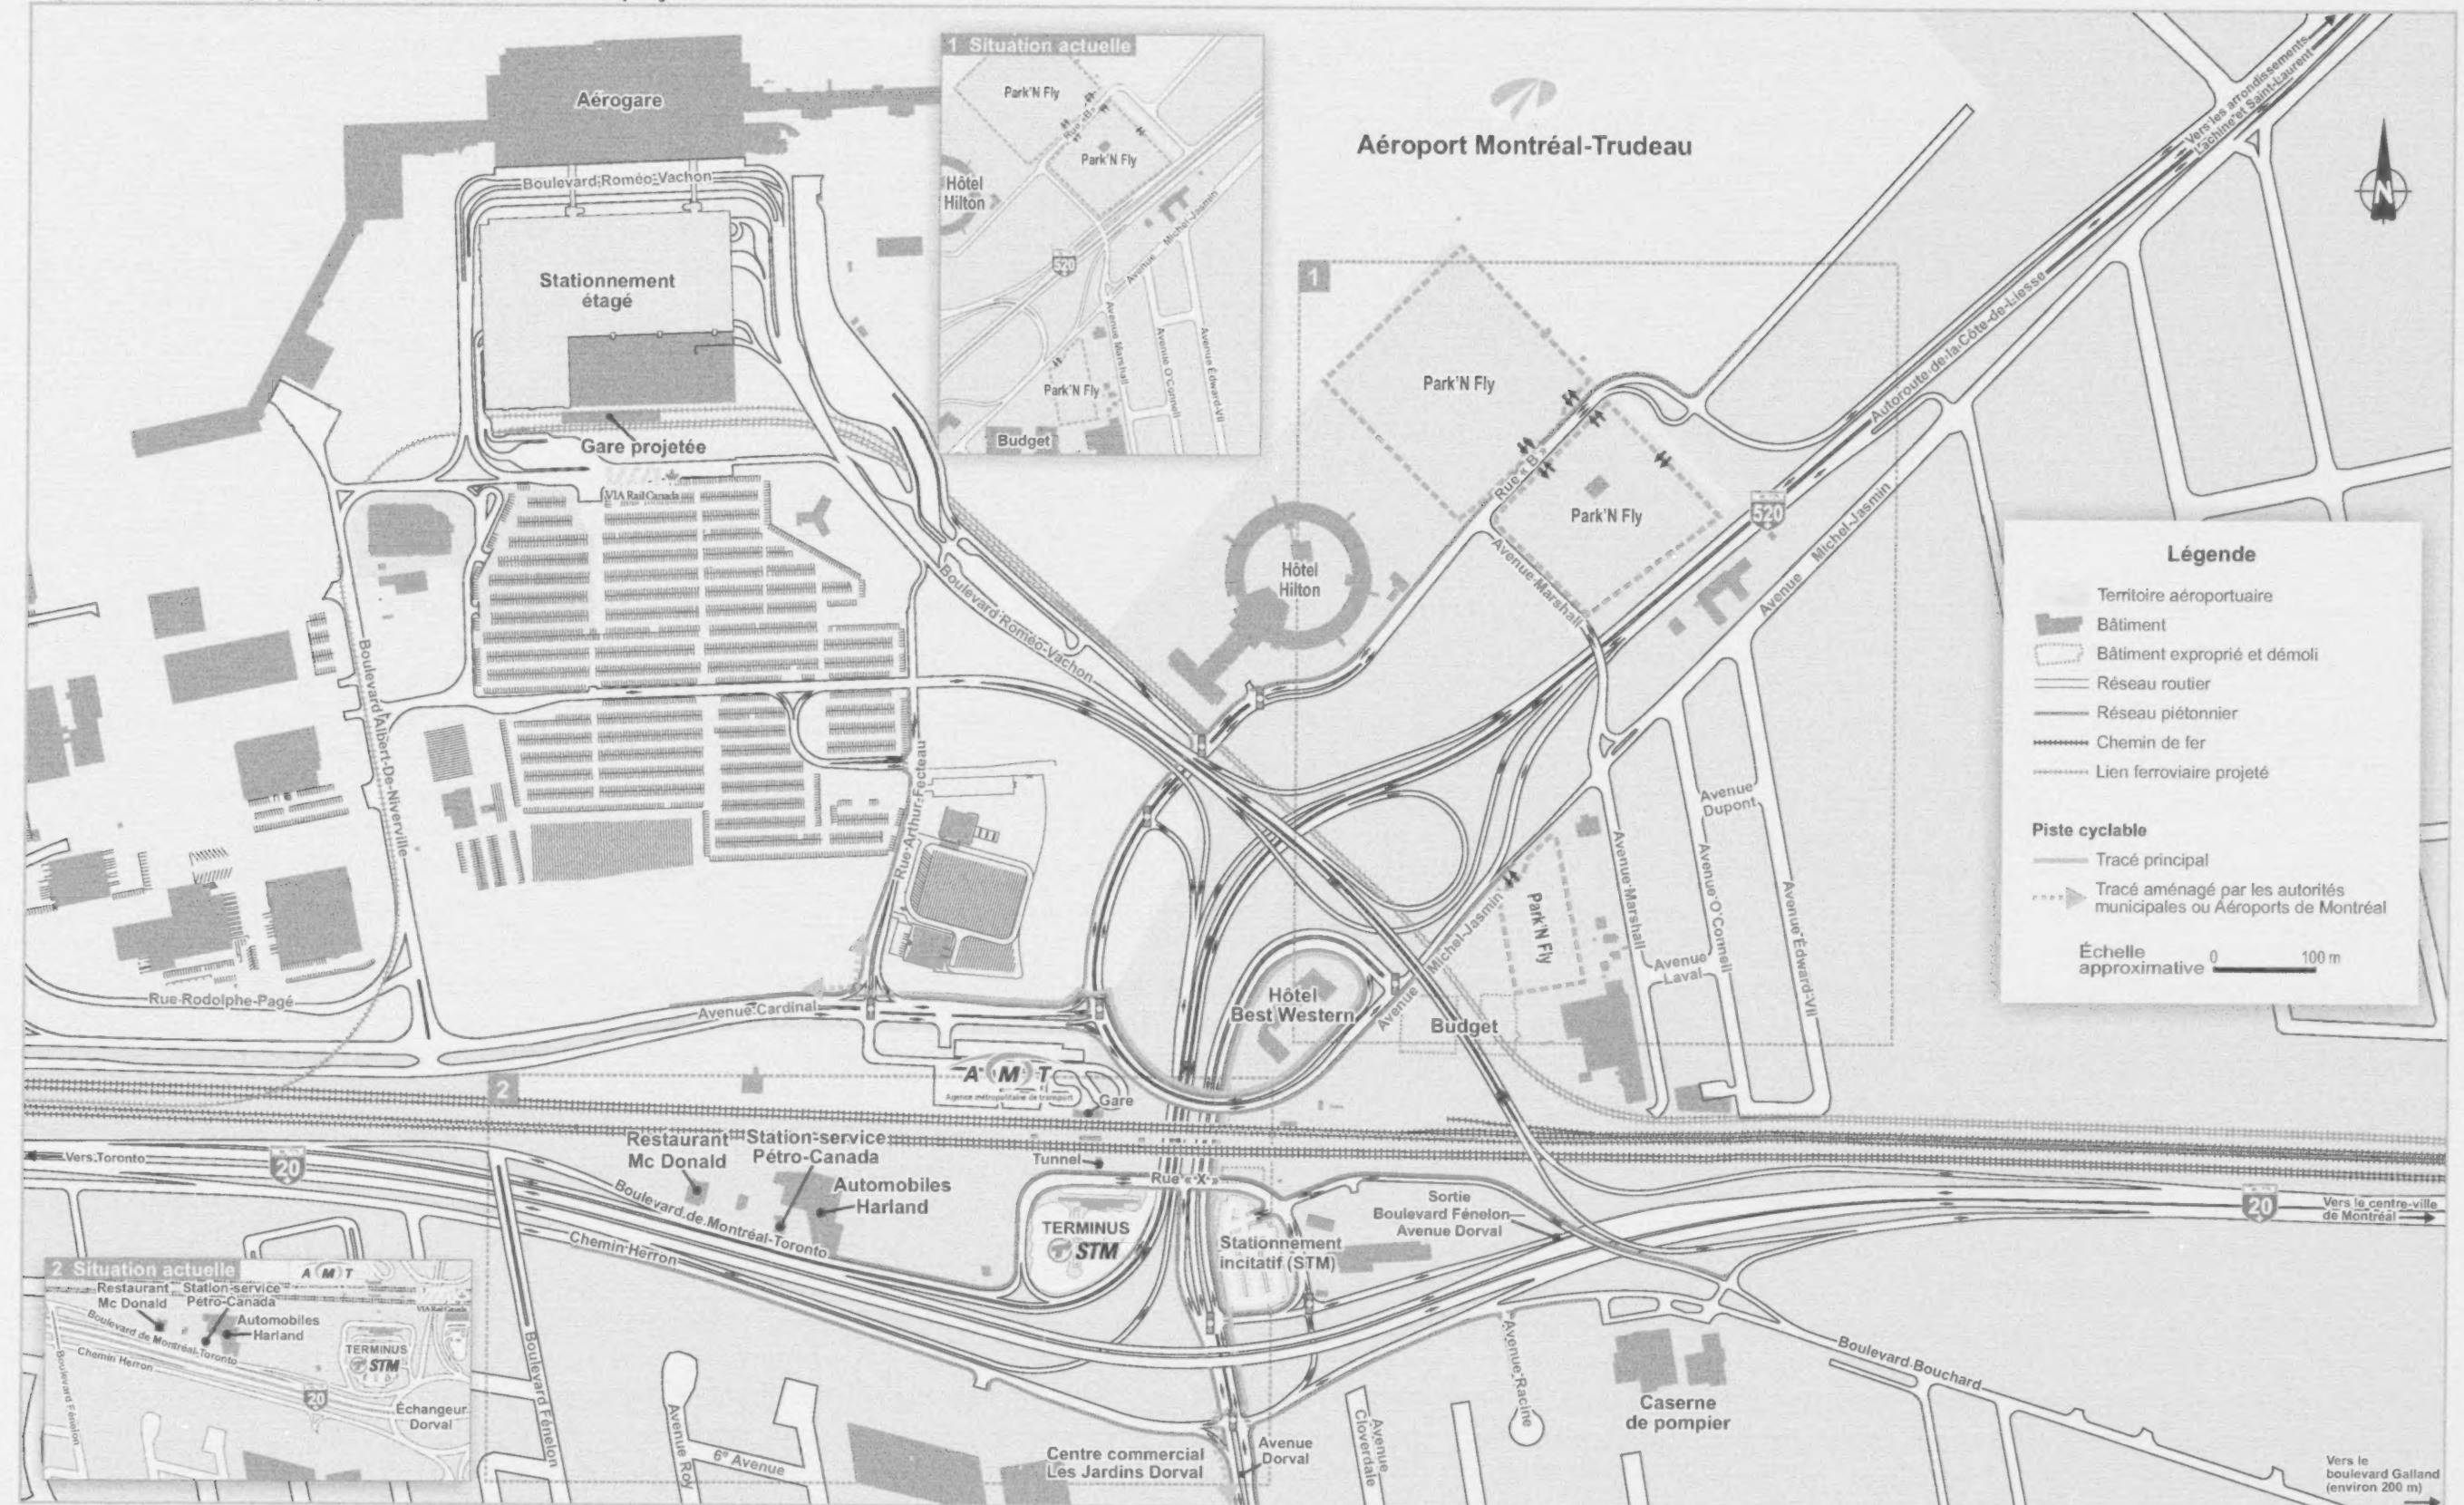 1 Situation actuelle
Park'N Fly
Rue «B»
Park'N Fly
Hôtel
Hilton
520
Avenue Michel-Jasmin
Avenue Marshall
Avenue O'Connell
Avenue Édward-VII
Park'N Fly
Budget
Aérogare
Boulevard Roméo-Vachon
Stationnement
étagé
Gare projetée
VIA Rail Canada
Aéroport Montréal-Trudeau
Vers les arrondissements
Lachine et Saint-Laurent
N
1
Park'N Fly
Rue «B»
Park'N Fly
Autoroute de la Côte-de-Liesse
520
Avenue Michel-Jasmin
Hôtel
Hilton
Avenue Marshall
Boulevard Roméo-Vachon
Boulevard Albert-De Niverville
Rue Arthur-Fecteau
Avenue
Dupont
Avenue Marshall
Avenue O'Connell
Avenue Édward-VII
Avenue
Laval
Park'N Fly
Avenue Michel-Jasmin
Hôtel
Best Western
Budget
Rue Rodolphe-Pagé
Avenue Cardinal
Légende
Territoire aéroportuaire
Bâtiment
Bâtiment exproprié et démoli
Réseau routier
Réseau piétonnier
Chemin de fer
Lien ferroviaire projeté
Piste cyclable
Tracé principal
Tracé aménagé par les autorités
municipales ou Aéroports de Montréal
Échelle
approximative
0 100 m
2
AMT
Agence métropolitaine de transport
Gare
Tunnel
Rue «X»
Vers Toronto
20
Restaurant
Mc Donald
Station-service
Pétro-Canada
Automobiles
Harland
Boulevard de Montréal-Toronto
Chemin Herron
TERMINUS
STM
Stationnement
incitatif (STM)
Sortie
Boulevard Fénelon
Avenue Dorval
20
Vers le centre-ville
de Montréal
2 Situation actuelle
AMT
Restaurant
Mc Donald
Station-service
Pétro-Canada
Automobiles
Harland
VIA Rail Canada
Boulevard de Montréal-Toronto
Chemin Herron
Boulevard Fénelon
TERMINUS
STM
20
Échangeur
Dorval
Boulevard Fénelon
Avenue Roy
6e Avenue
Centre commercial
Les Jardins Dorval
Avenue
Dorval
Avenue
Cloverdale
Avenue Racine
Caserne
de pompier
Boulevard Bouchard
Vers le
boulevard Galland
(environ 200 m)